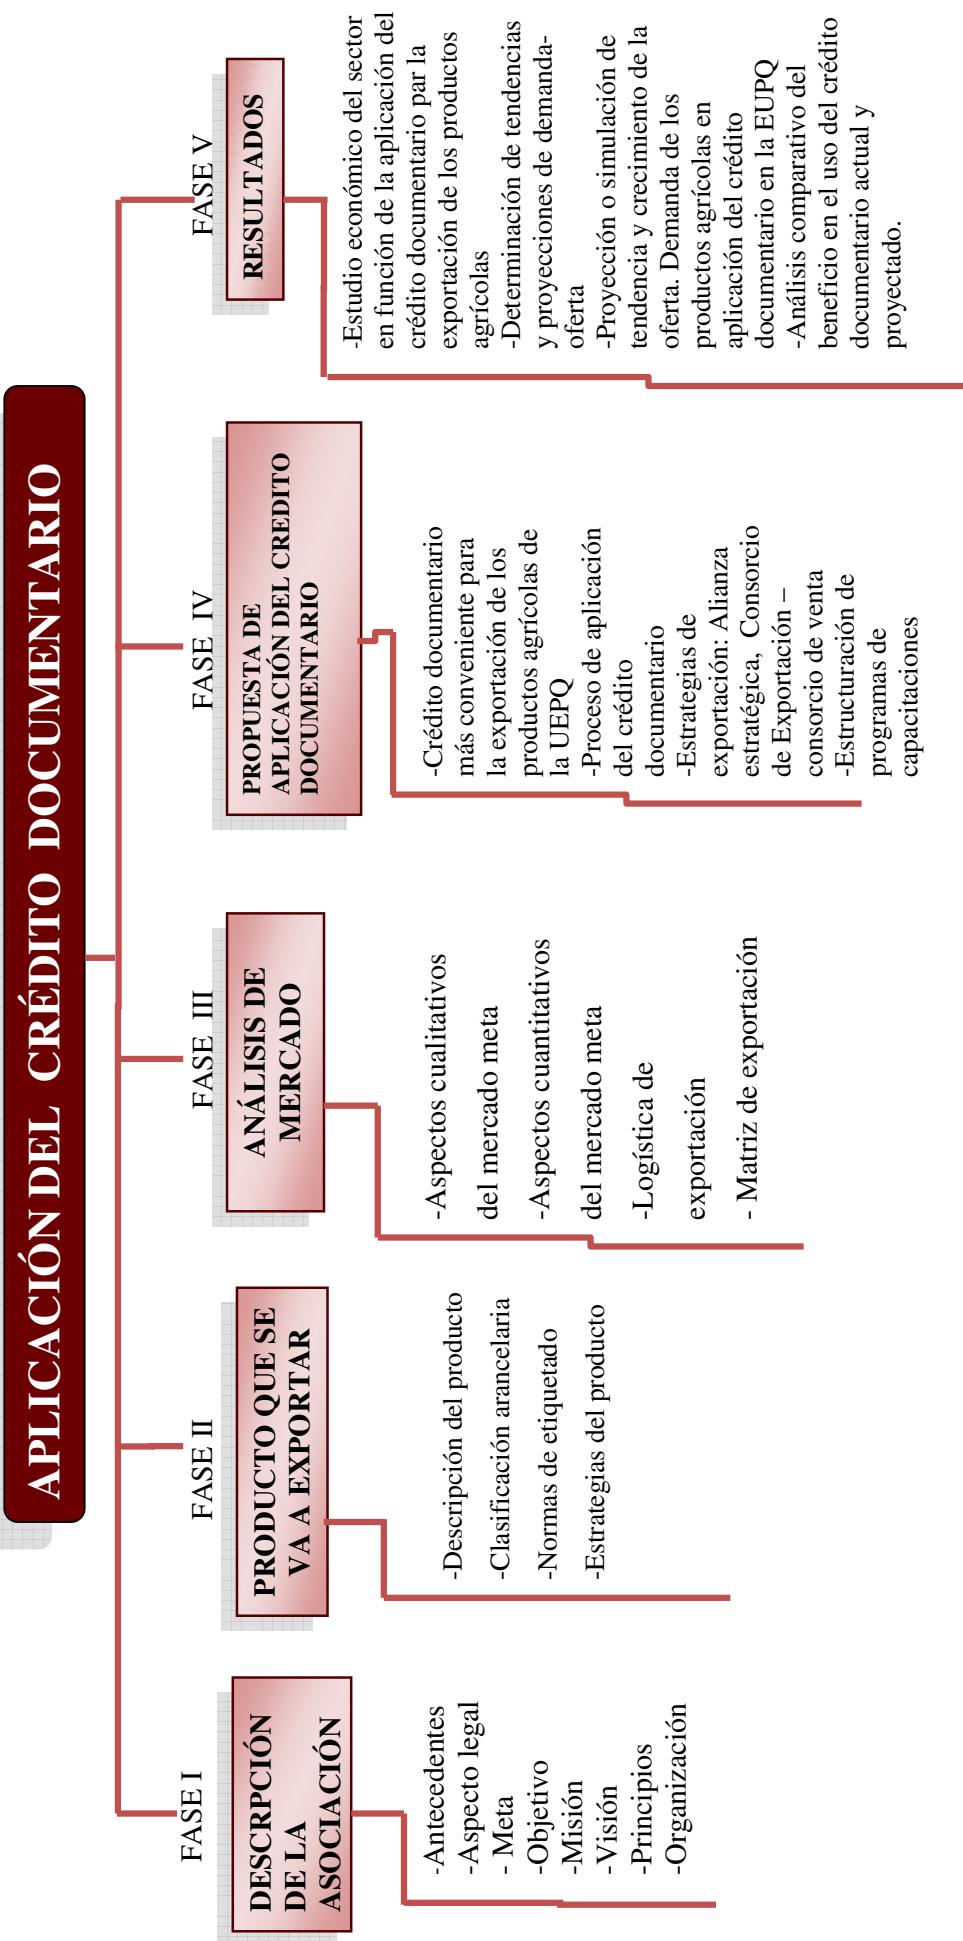 APLICACIÓN DEL CRÉDITO DOCUMENTARIO
FASE I
DESCRPCIÓN
DE LA
ASOCIACIÓN
-Antecedentes
-Aspecto legal
- Meta
-Objetivo
-Misión
-Visión
-Principios
-Organización
FASE II
PRODUCTO QUE SE
VA A EXPORTAR
-Descripción del producto
-Clasificación arancelaria
-Normas de etiquetado
-Estrategias del producto
FASE III
ANÁLISIS DE
MERCADO
-Aspectos cualitativos
del mercado meta
-Aspectos cuantitativos
del mercado meta
-Logística de
exportación
- Matriz de exportación
FASE IV
PROPUESTA DE
APLICACIÓN DEL CREDITO
DOCUMENTARIO
-Crédito documentario
más conveniente para
la exportación de los
productos agrícolas de
la UEPQ
-Proceso de aplicación
del crédito
documentario
-Estrategias de
exportación: Alianza
estratégica, Consorcio
de Exportación –
consorcio de venta
-Estructuración de
programas de
capacitaciones
FASE V
RESULTADOS
-Estudio económico del sector
en función de la aplicación del
crédito documentario par la
exportación de los productos
agrícolas
-Determinación de tendencias
y proyecciones de demanda-
oferta
-Proyección o simulación de
tendencia y crecimiento de la
oferta. Demanda de los
productos agrícolas en
aplicación del crédito
documentario en la EUPQ
-Análisis comparativo del
beneficio en el uso del crédito
documentario actual y
proyectado.